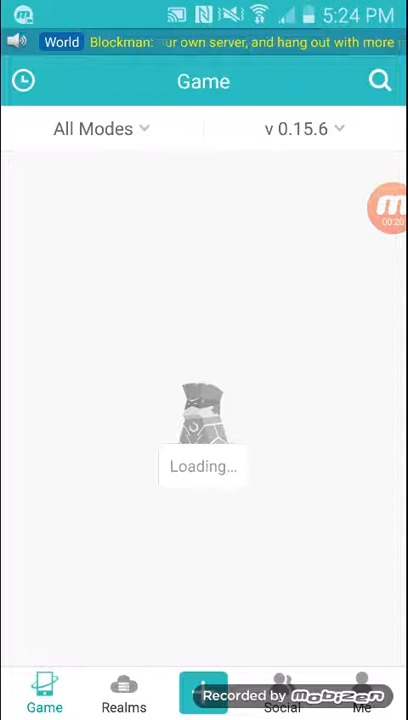 5:24 PM
World Blockman: ur own server, and hang out with more
Game
All Modes v 0.15.6
00:20
Loading...
Game Realms Social Me
Recorded by mobizen